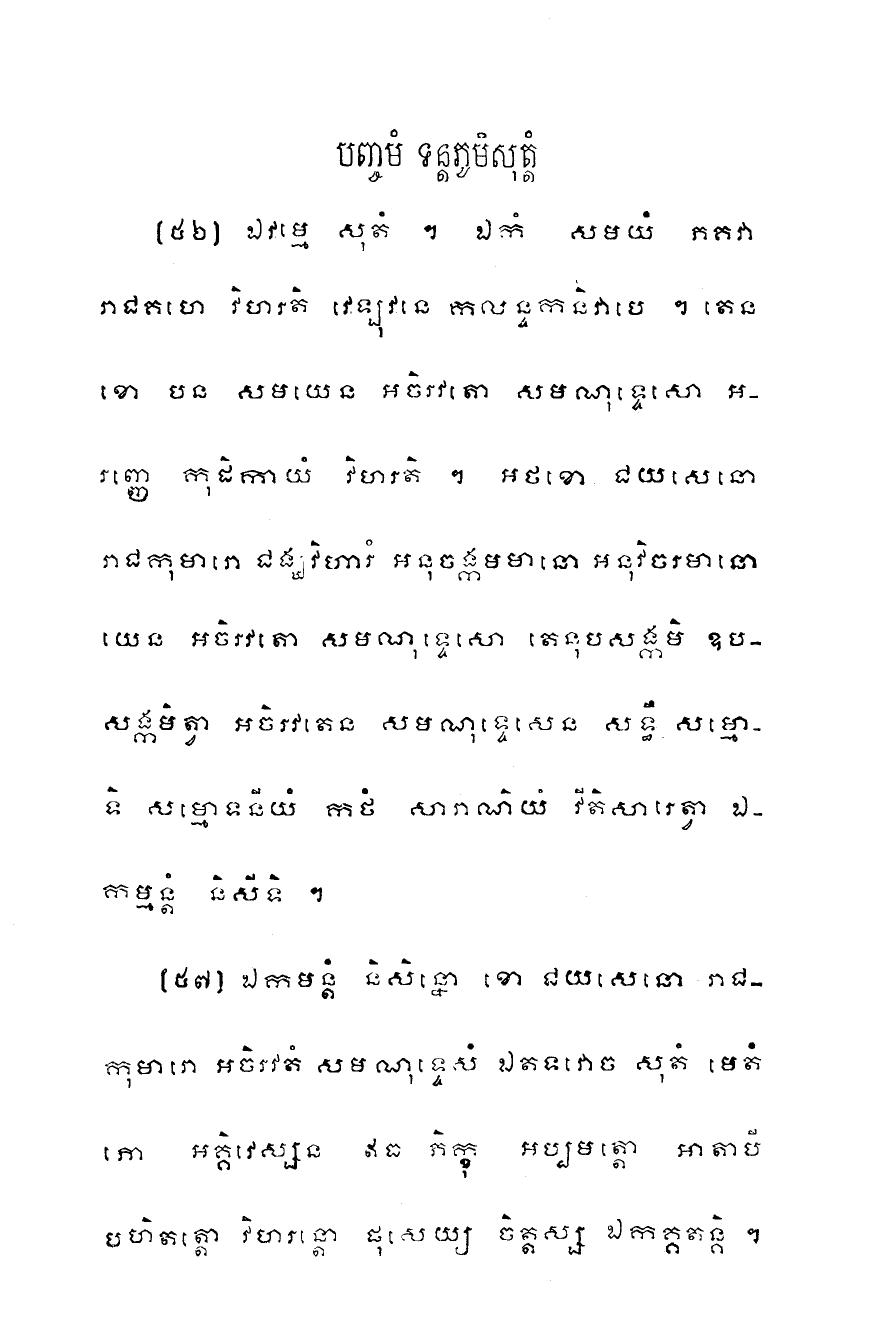 បញ្ចមំ ទន្តភូមិសុត្តំ
(៥៦) ឯវម្មេ សុតំ ។ ឯកំ សមយំ ភគវា
រាជគហេ វិហរតិ វេឡុវនេ កលន្ទកនិវាបេ ។ តេន
ខោ បន សមយេន អចិរវតោ សមណុទ្ទេសោ អ-
រញ្ញេ កុដិកាយំ វិហរតិ ។ អថខោ ជយសេនោ
រាជកុមារោ ជង្ឃវិហារំ អនុចង្កមមានោ អនុវិចរមានោ
យេន អចិរវតោ សមណុទ្ទេសោ តេនុបសង្កមិ ឧប-
សង្កមិត្វា អចិរវតេន សមណុទ្ទេសេន សទ្ធឹ សម្មោ-
ទិ សម្មោទនីយំ កថំ សារាណិយំ វីតិសារេត្វា ឯ-
កម្មន្តំ និសីទិ ។
(៥៧) ឯកមន្តំ និសិន្នោ ខោ ជយសេនោ រាជ-
កុមារោ អចិរវតំ សមណុទ្ទេសំ ឯតទវោច សុតំ មេតំ
ភោ អគ្គិវេស្សន ឥធ ភិក្ខុ អប្បមត្តោ អាតាបី
បហិតត្តោ វិហរន្តោ ផុសេយ្យ ចិត្តស្ស ឯកគ្គតន្តិ ។